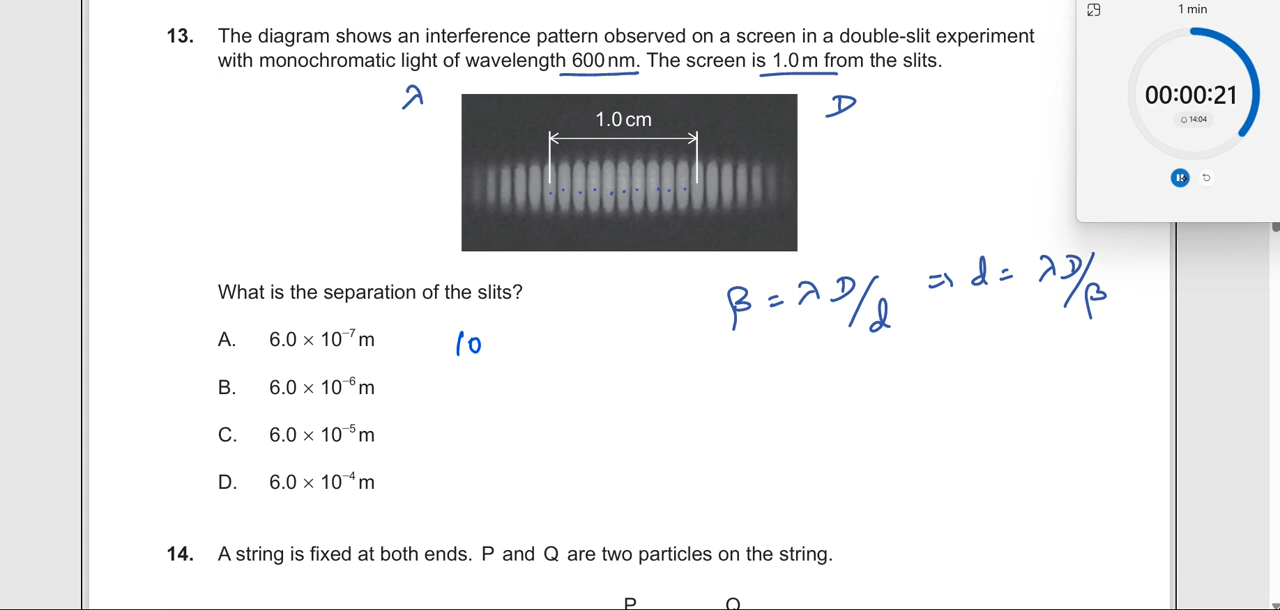 1 min
00:00:21
14:04
13. The diagram shows an interference pattern observed on a screen in a double-slit experiment
with monochromatic light of wavelength 600 nm. The screen is 1.0 m from the slits.
λ
D
1.0 cm
β = λD/d ⇒ d = λD/β
What is the separation of the slits?
A. 6.0 × 10⁻⁷ m
10
B. 6.0 × 10⁻⁶ m
C. 6.0 × 10⁻⁵ m
D. 6.0 × 10⁻⁴ m
14. A string is fixed at both ends. P and Q are two particles on the string.
P Q